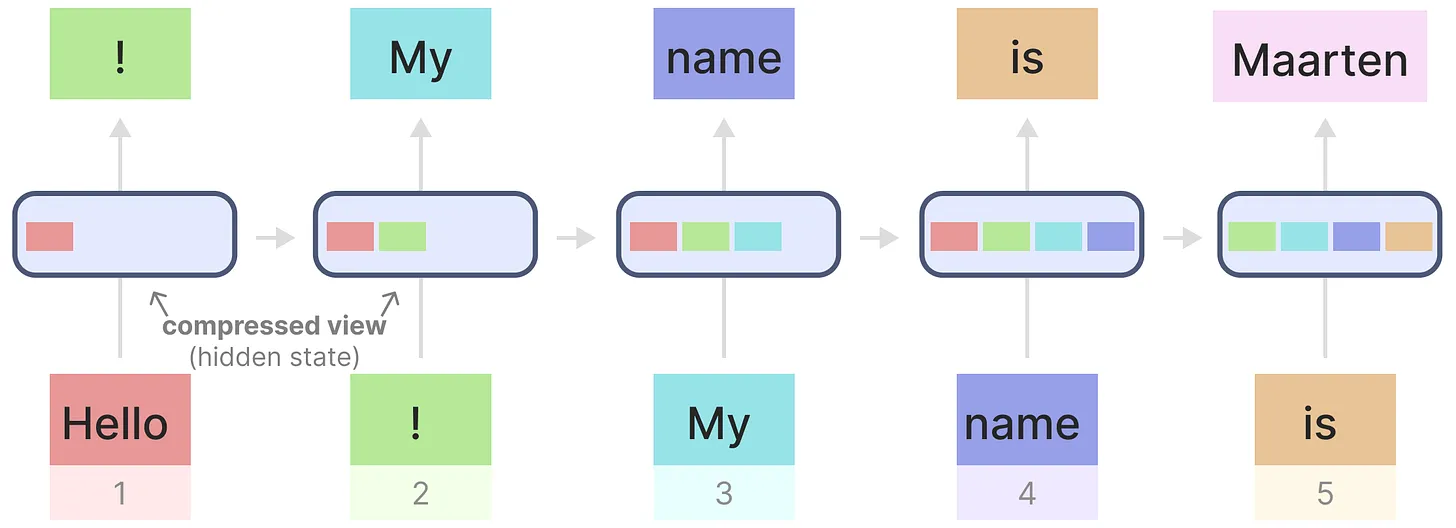 !
My
name
is
Maarten
compressed view
(hidden state)
Hello
!
My
name
is
1
2
3
4
5